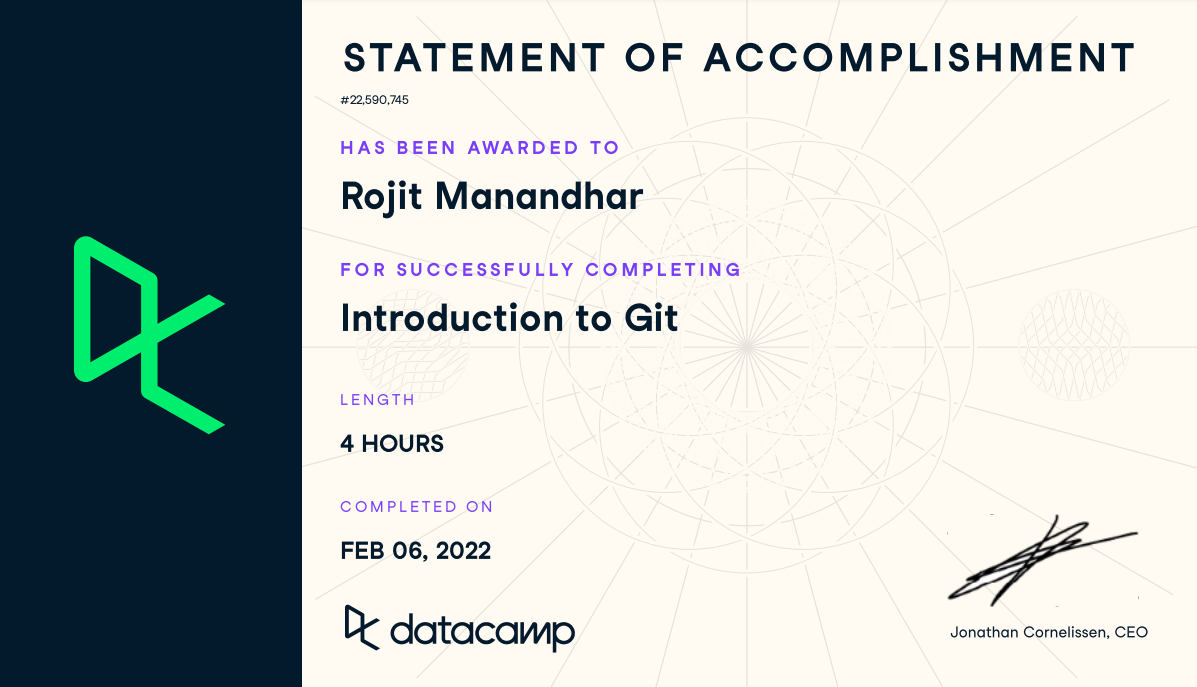 STATEMENT OF ACCOMPLISHMENT
#22,590,745
HAS BEEN AWARDED TO
Rojit Manandhar
FOR SUCCESSFULLY COMPLETING
Introduction to Git
LENGTH
4 HOURS
COMPLETED ON
FEB 06, 2022
datacamp
Jonathan Cornelissen, CEO